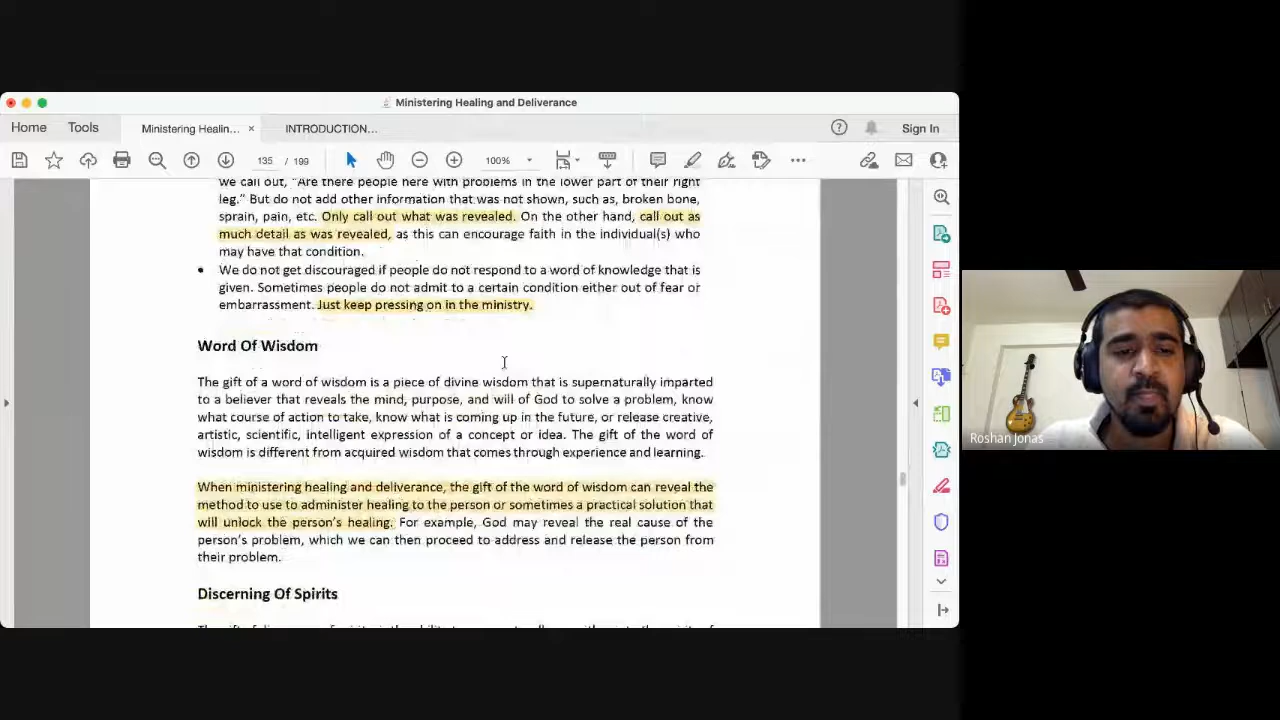 Ministering Healing and Deliverance
Home Tools Ministering Healin... × INTRODUCTION... Sign In
135 / 199 100%
we call out, "Are there people here with problems in the lower part of their right
leg." But do not add other information that was not shown, such as, broken bone,
sprain, pain, etc. Only call out what was revealed. On the other hand, call out as
much detail as was revealed, as this can encourage faith in the individual(s) who
may have that condition.
• We do not get discouraged if people do not respond to a word of knowledge that is
given. Sometimes people do not admit to a certain condition either out of fear or
embarrassment. Just keep pressing on in the ministry.
Word Of Wisdom
The gift of a word of wisdom is a piece of divine wisdom that is supernaturally imparted
to a believer that reveals the mind, purpose, and will of God to solve a problem, know
what course of action to take, know what is coming up in the future, or release creative,
artistic, scientific, intelligent expression of a concept or idea. The gift of the word of
wisdom is different from acquired wisdom that comes through experience and learning.
When ministering healing and deliverance, the gift of the word of wisdom can reveal the
method to use to administer healing to the person or sometimes a practical solution that
will unlock the person's healing. For example, God may reveal the real cause of the
person's problem, which we can then proceed to address and release the person from
their problem.
Discerning Of Spirits
Roshan Jonas